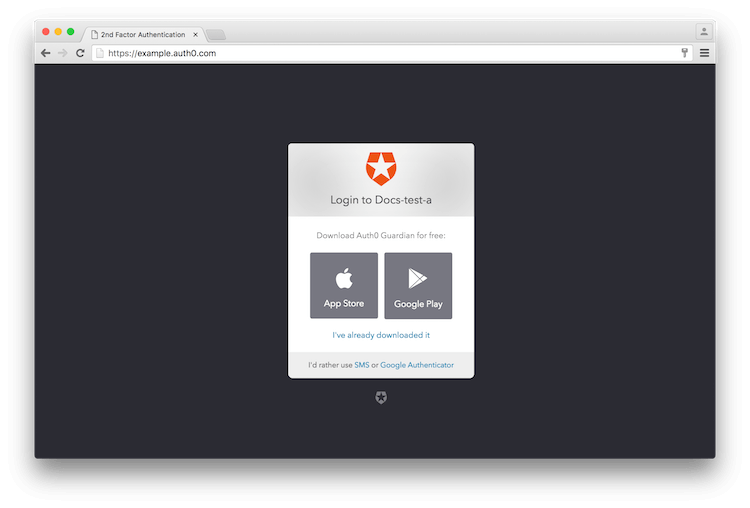 2nd Factor Authentication
https://example.auth0.com
Login to Docs-test-a
Download Auth0 Guardian for free:
App Store
Google Play
I've already downloaded it
I'd rather use SMS or Google Authenticator